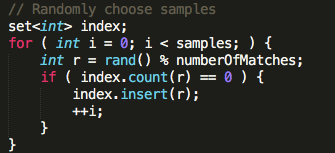 // Randomly choose samples
set<int> index;
for ( int i = 0; i < samples; ) {
    int r = rand() % numberOfMatches;
    if ( index.count(r) == 0 ) {
        index.insert(r);
        ++i;
    }
}